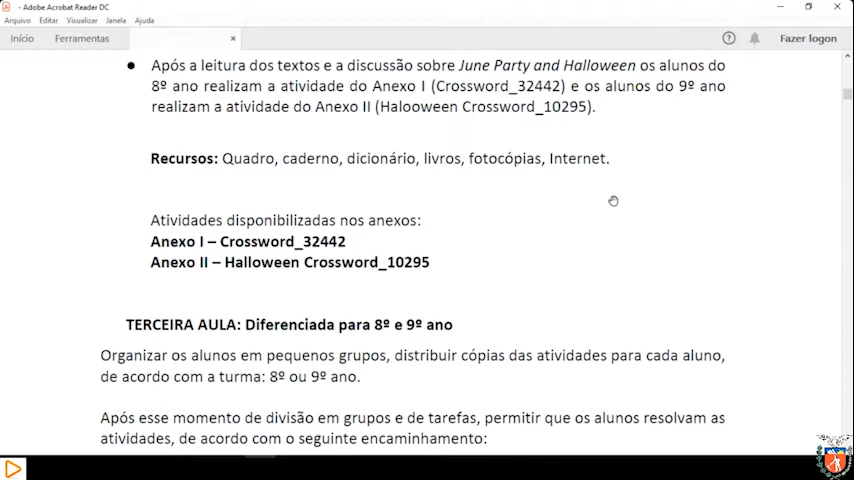 - Adobe Acrobat Reader DC
Arquivo Editar Visualizar Janela Ajuda
Início Ferramentas × ? Fazer logon
● Após a leitura dos textos e a discussão sobre June Party and Halloween os alunos do
8º ano realizam a atividade do Anexo I (Crossword_32442) e os alunos do 9º ano
realizam a atividade do Anexo II (Halooween Crossword_10295).
Recursos: Quadro, caderno, dicionário, livros, fotocópias, Internet.
Atividades disponibilizadas nos anexos:
Anexo I – Crossword_32442
Anexo II – Halloween Crossword_10295
TERCEIRA AULA: Diferenciada para 8º e 9º ano
Organizar os alunos em pequenos grupos, distribuir cópias das atividades para cada aluno,
de acordo com a turma: 8º ou 9º ano.
Após esse momento de divisão em grupos e de tarefas, permitir que os alunos resolvam as
atividades, de acordo com o seguinte encaminhamento: